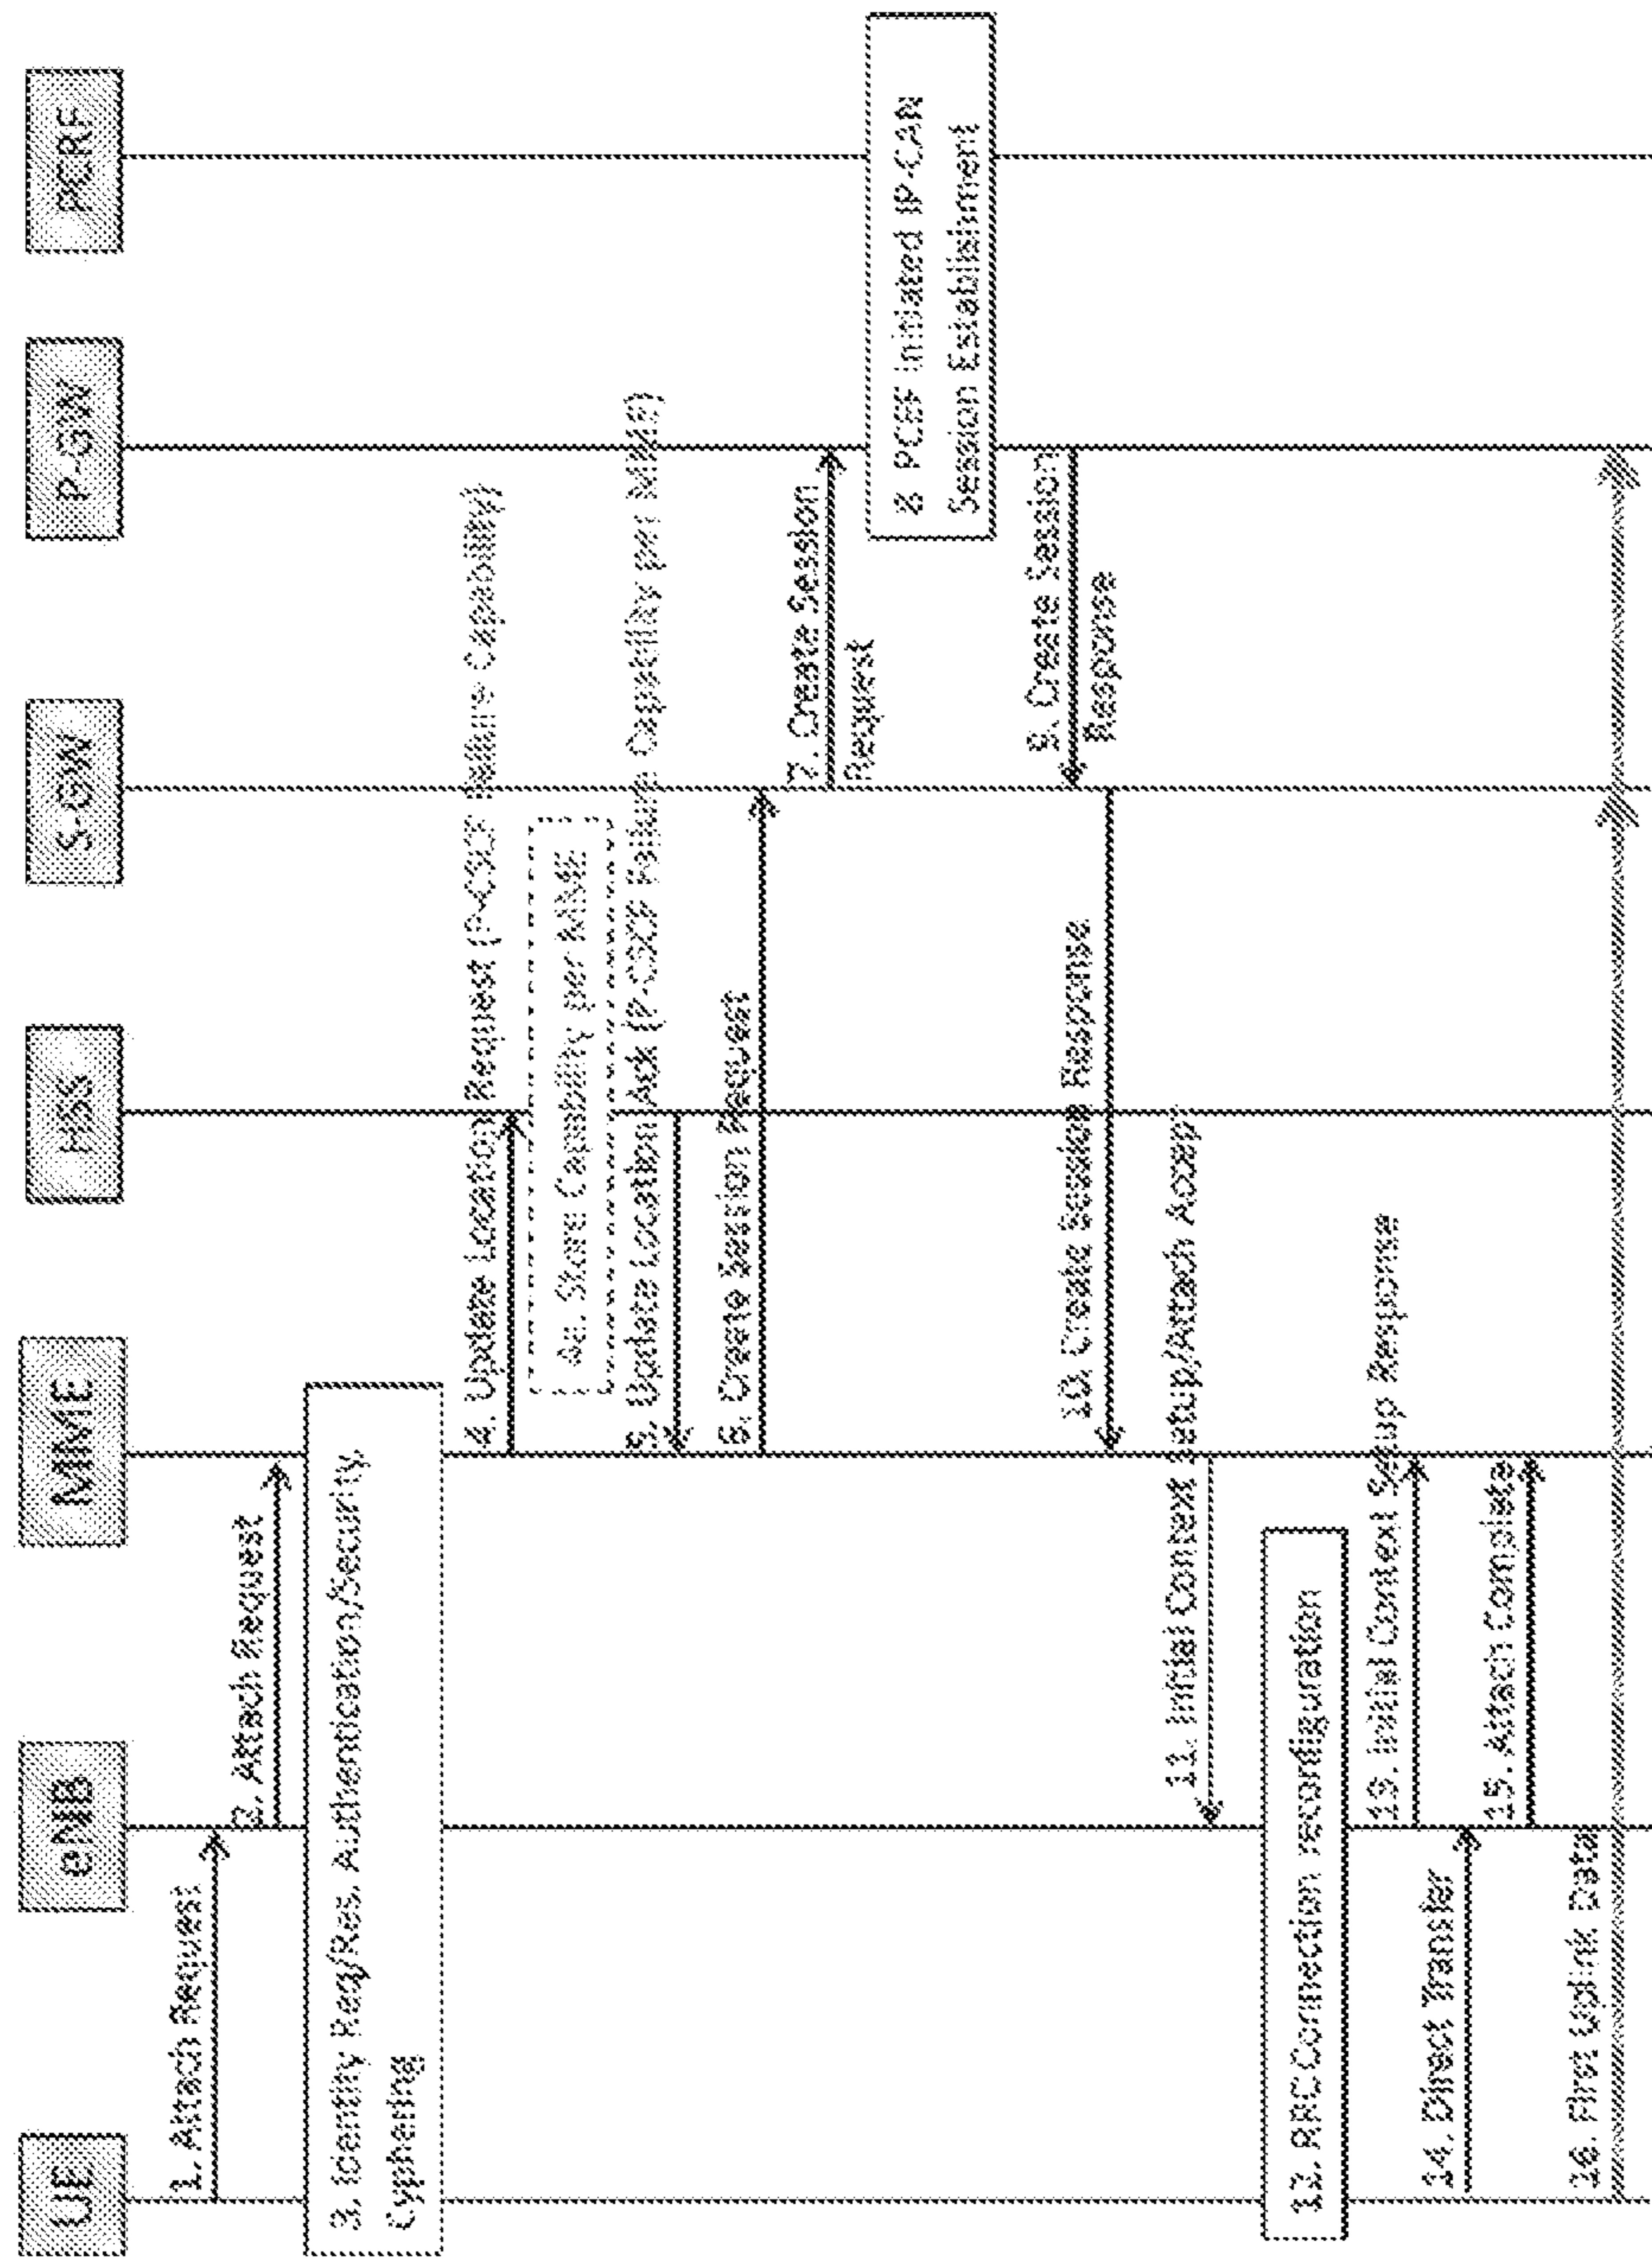 UE
eNB
MME
HSS
S-GW
P-GW
PCRF
1. Attach Request
2. Attach Request
3. Identity Req/Res, Authentication/Security,
Cyphering
4. Update Location Request (P-CSCF Failure Capability)
4a. Store Capability per MME
5. Update Location Ack (P-CSCF Failure Capability per MME)
6. Create Session Request
7. Create Session
Request
8 PCEF Initiated IP-CAN
Session Establishment
9. Create Session
Response
10. Create Session Response
11. Initial Context Setup/Attach Accept
12. RRC Connection reconfiguration
13. Initial Context Setup Response
14. Direct Transfer
15. Attach Complete
16. First Uplink Data